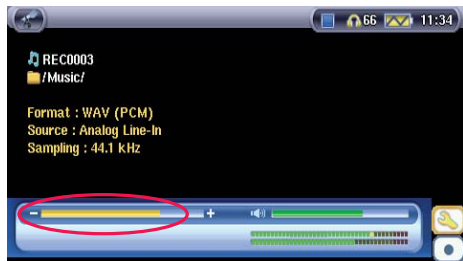 66 11:34
REC0003
/Music/
Format : WAV (PCM)
Source : Analog Line-In
Sampling : 44.1 kHz
- +